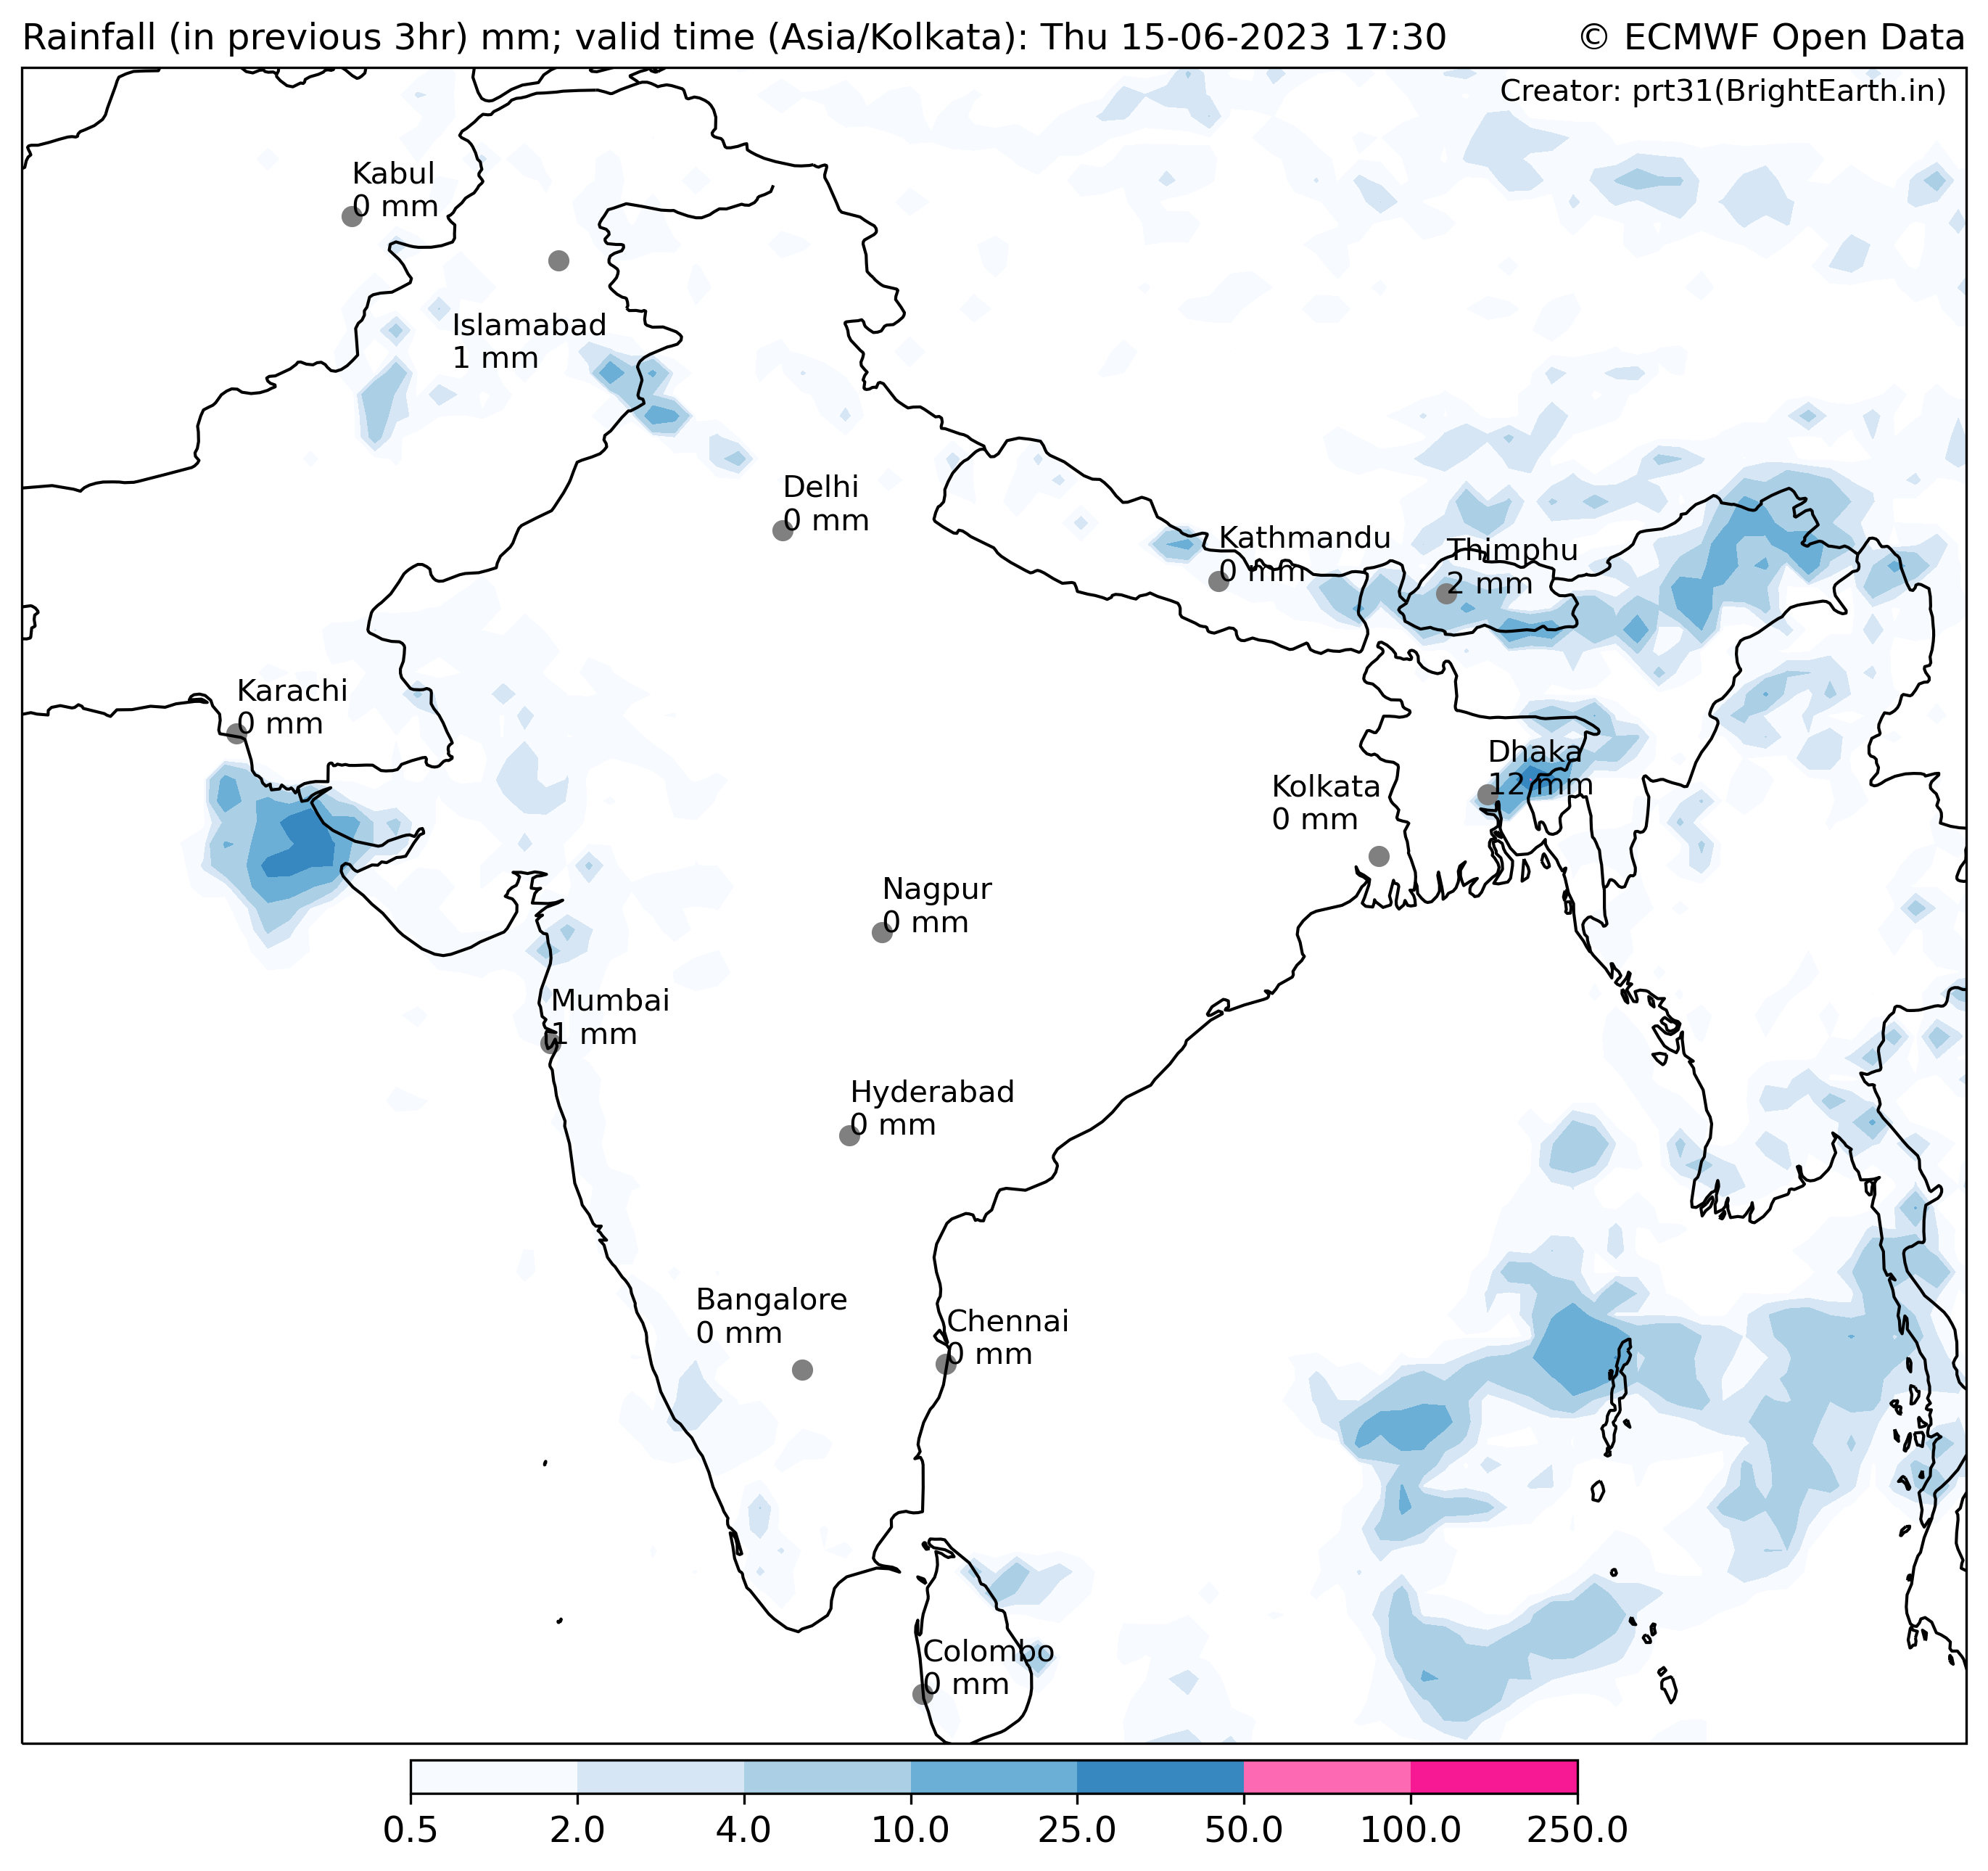 Rainfall (in previous 3hr) mm; valid time (Asia/Kolkata): Thu 15-06-2023 17:30
© ECMWF Open Data
Creator: prt31(BrightEarth.in)
Kabul
0 mm
Islamabad
1 mm
Delhi
0 mm
Kathmandu
0 mm
Thimphu
2 mm
Karachi
0 mm
Dhaka
12 mm
Kolkata
0 mm
Nagpur
0 mm
Mumbai
1 mm
Hyderabad
0 mm
Bangalore
0 mm
Chennai
0 mm
Colombo
0 mm
0.5 2.0 4.0 10.0 25.0 50.0 100.0 250.0